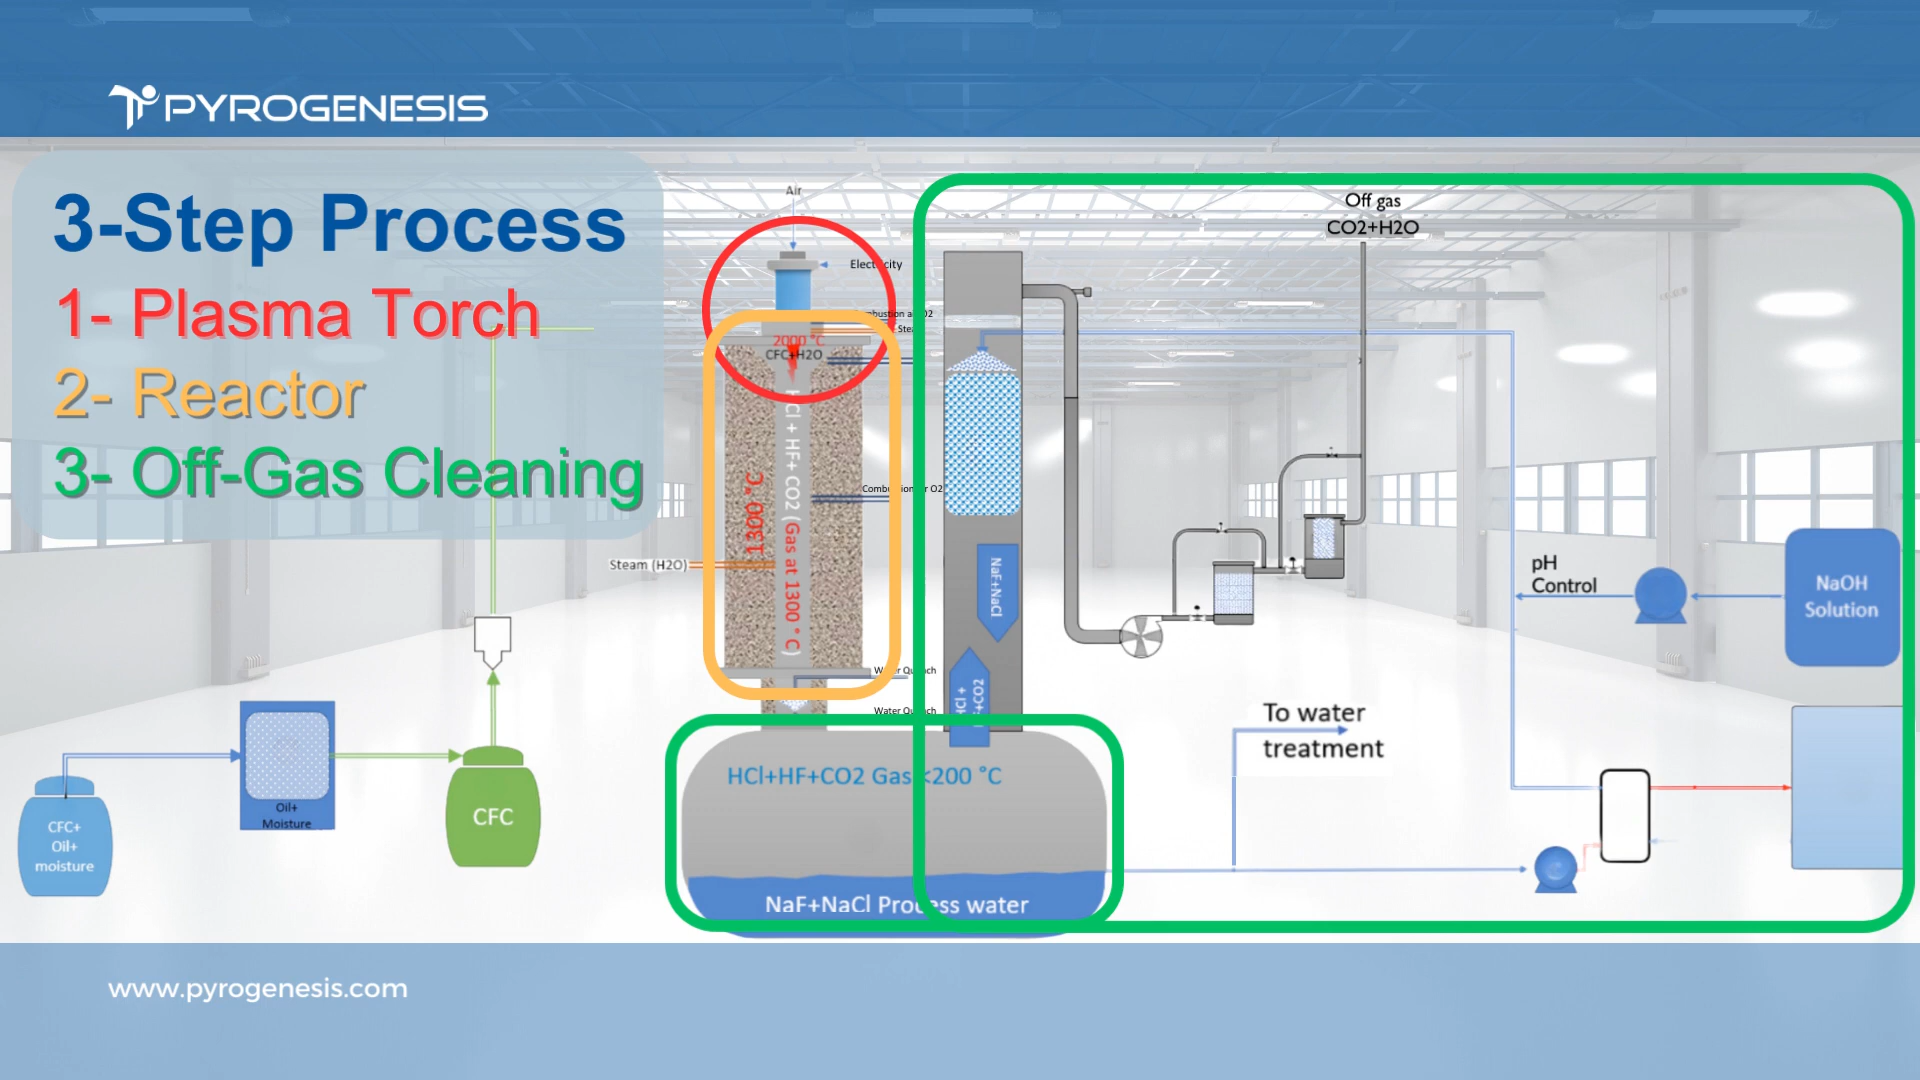 PYROGENESIS
3-Step Process
1- Plasma Torch
2- Reactor
3- Off-Gas Cleaning
Air
Electricity
2000 °C
CFC+H2O
HCl + HF+ CO2 ( Gas at 1300 °C)
1300 °C
Steam (H2O)
Off gas
CO2+H2O
NaF+NaCl
HCl +
pH
Control
NaOH
Solution
To water
treatment
CFC+
Oil+
moisture
Oil+
Moisture
CFC
HCl+HF+CO2 Gas <200 °C
NaF+NaCl Process water
www.pyrogenesis.com